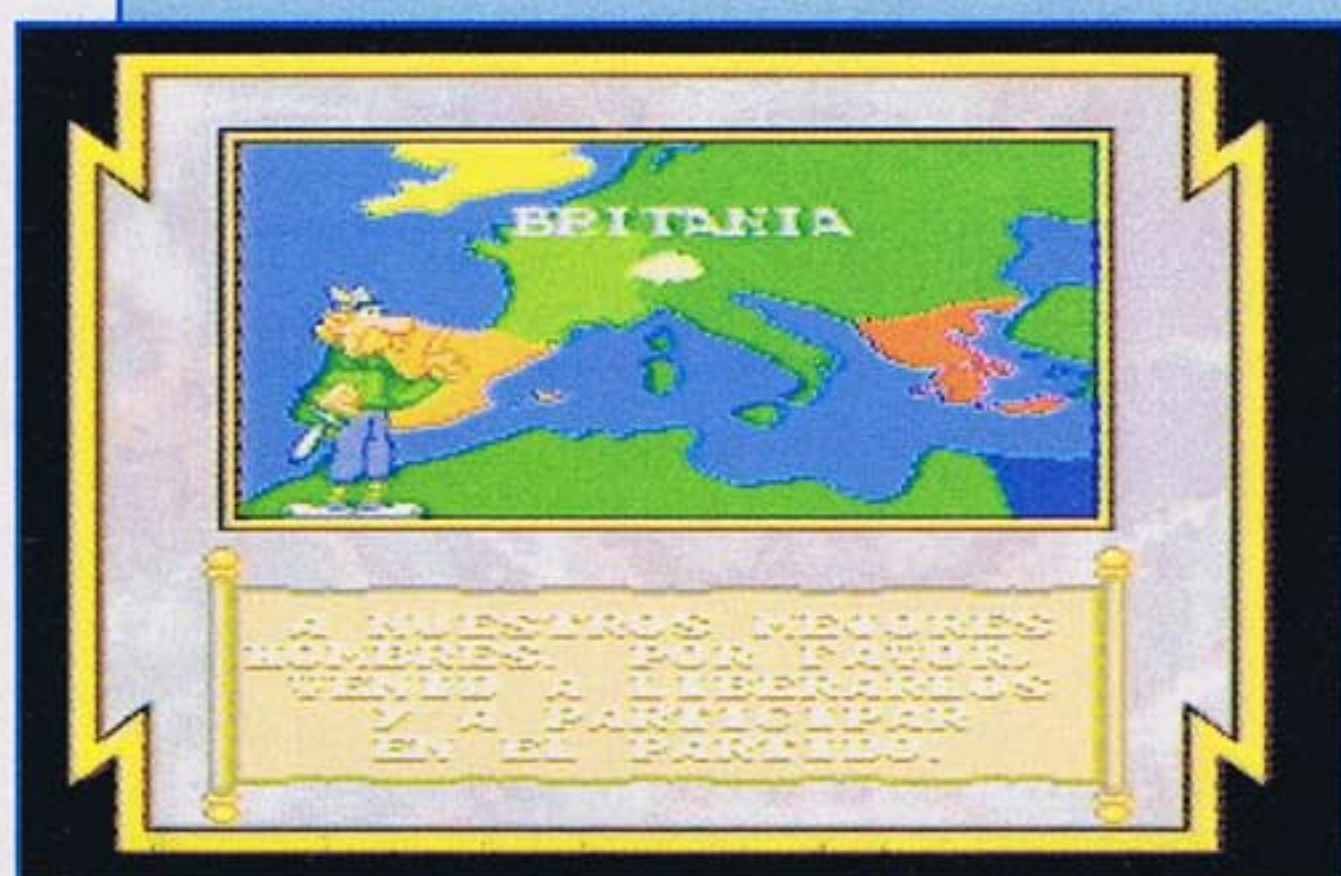 BRITANIA
A NUESTROS MEJORES
HOMBRES. POR FAVOR,
VENID A LIBERARLOS
Y A PARTICIPAR
EN EL PARTIDO.